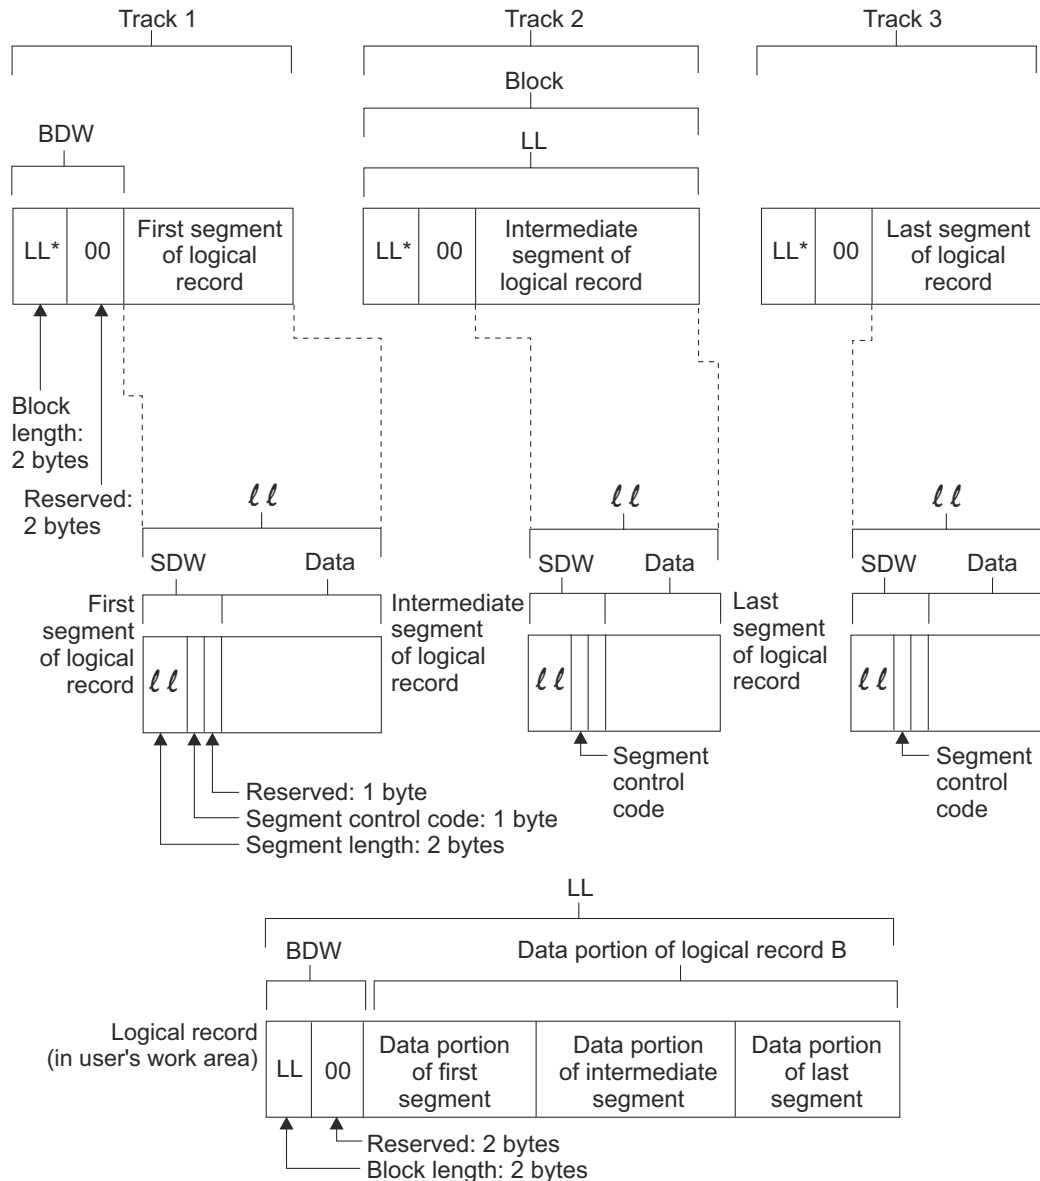 Track 1
Track 2
Track 3
Block
BDW
LL
LL*
00
First segment
of logical
record
LL*
00
Intermediate
segment of
logical record
LL*
00
Last segment
of logical
record
Block
length:
2 bytes
Reserved:
2 bytes
ℓℓ
ℓℓ
ℓℓ
SDW
Data
SDW
Data
SDW
Data
First
segment
of logical
record
ℓℓ
Intermediate
segment
of logical
record
ℓℓ
Last
segment
of logical
record
ℓℓ
Segment
control
code
Segment
control
code
Reserved: 1 byte
Segment control code: 1 byte
Segment length: 2 bytes
LL
BDW
Data portion of logical record B
Logical record
(in user's work area)
LL
00
Data portion
of first
segment
Data portion
of intermediate
segment
Data portion
of last
segment
Reserved: 2 bytes
Block length: 2 bytes